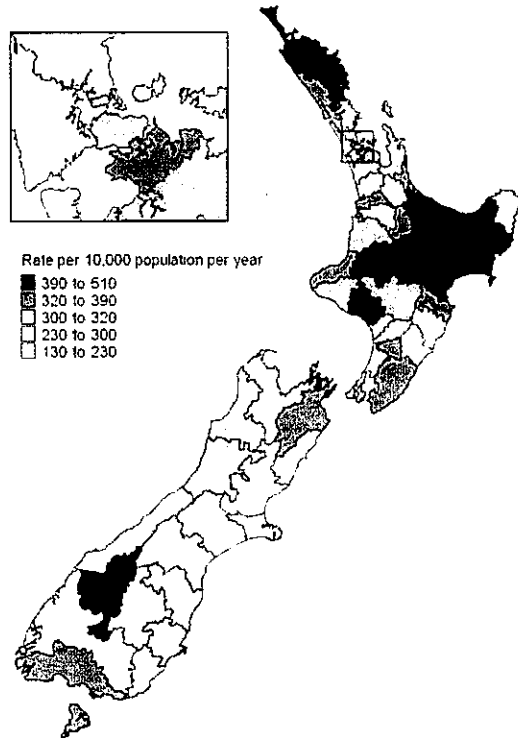 Rate per 10,000 population per year
390 to 510
320 to 390
300 to 320
230 to 300
130 to 230